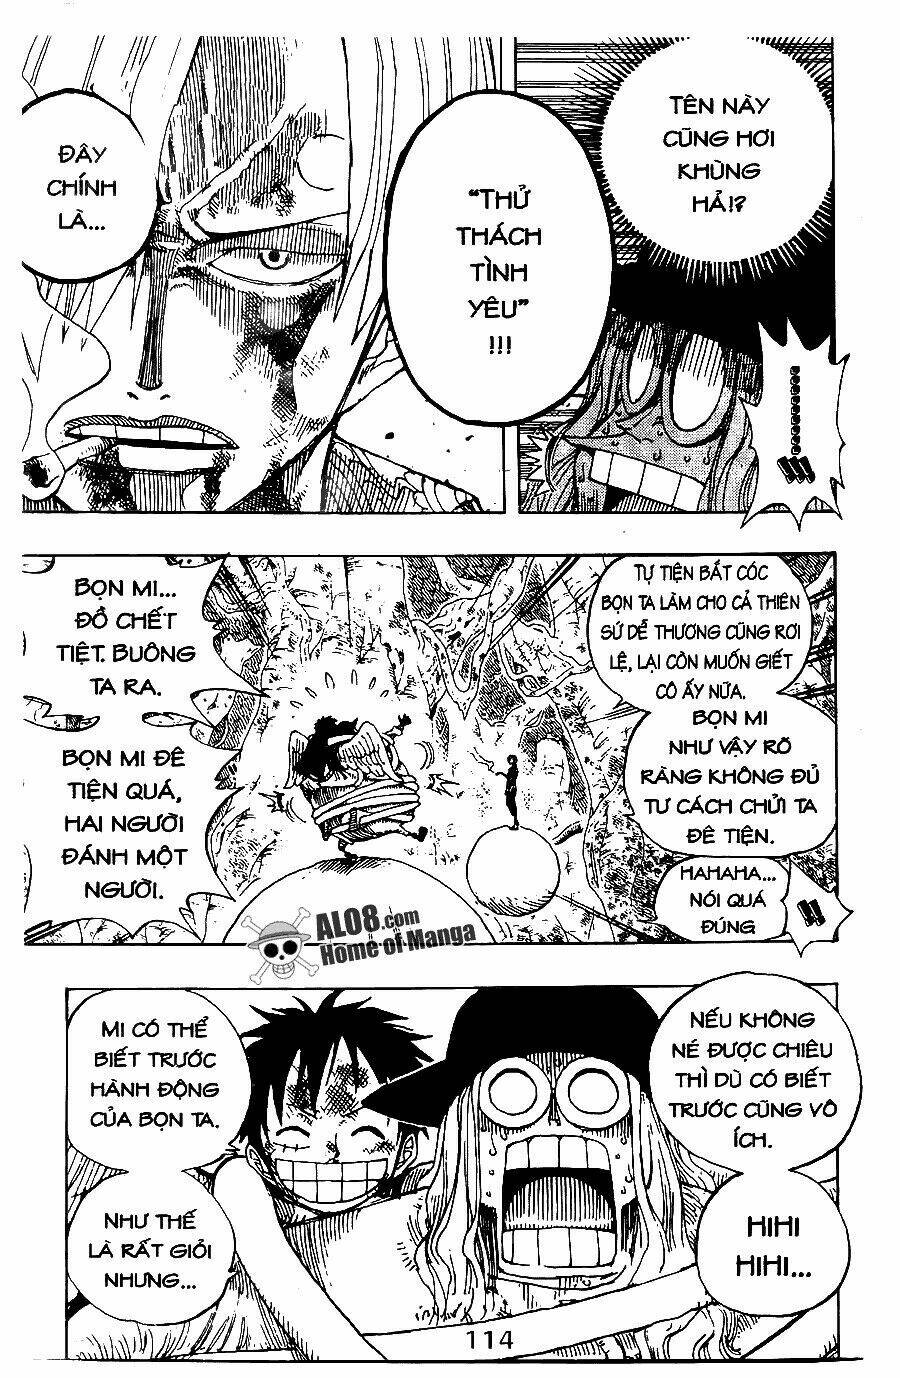 TÊN NÀY
CŨNG HƠI
KHÙNG
HẢ!?
"THỬ
THÁCH
TÌNH
YÊU"
!!!
ĐÂY
CHÍNH
LÀ...
!!!
TỰ TIỆN BẮT CÓC
BỌN TA LÀM CHO CẢ THIÊN
SỨ DỄ THƯƠNG CŨNG RƠI
LỆ, LẠI CÒN MUỐN GIẾT
CÔ ẤY NỮA.
BỌN MI
NHƯ VẬY RÕ
RÀNG KHÔNG ĐỦ
TƯ CÁCH CHỬI TA
ĐÊ TIỆN.
HAHAHA...
NÓI QUÁ
ĐÚNG
!!
BỌN MI...
ĐỒ CHẾT
TIỆT. BUÔNG
TA RA.
BỌN MI ĐÊ
TIỆN QUÁ,
HAI NGƯỜI
ĐÁNH MỘT
NGƯỜI.
AL08.com
Home of Manga
NẾU KHÔNG
NÉ ĐƯỢC CHIÊU
THÌ DÙ CÓ BIẾT
TRƯỚC CŨNG VÔ
ÍCH.
HIHI
HIHI...
MI CÓ THỂ
BIẾT TRƯỚC
HÀNH ĐỘNG
CỦA BỌN TA.
NHƯ THẾ
LÀ RẤT GIỎI
NHƯNG...
114